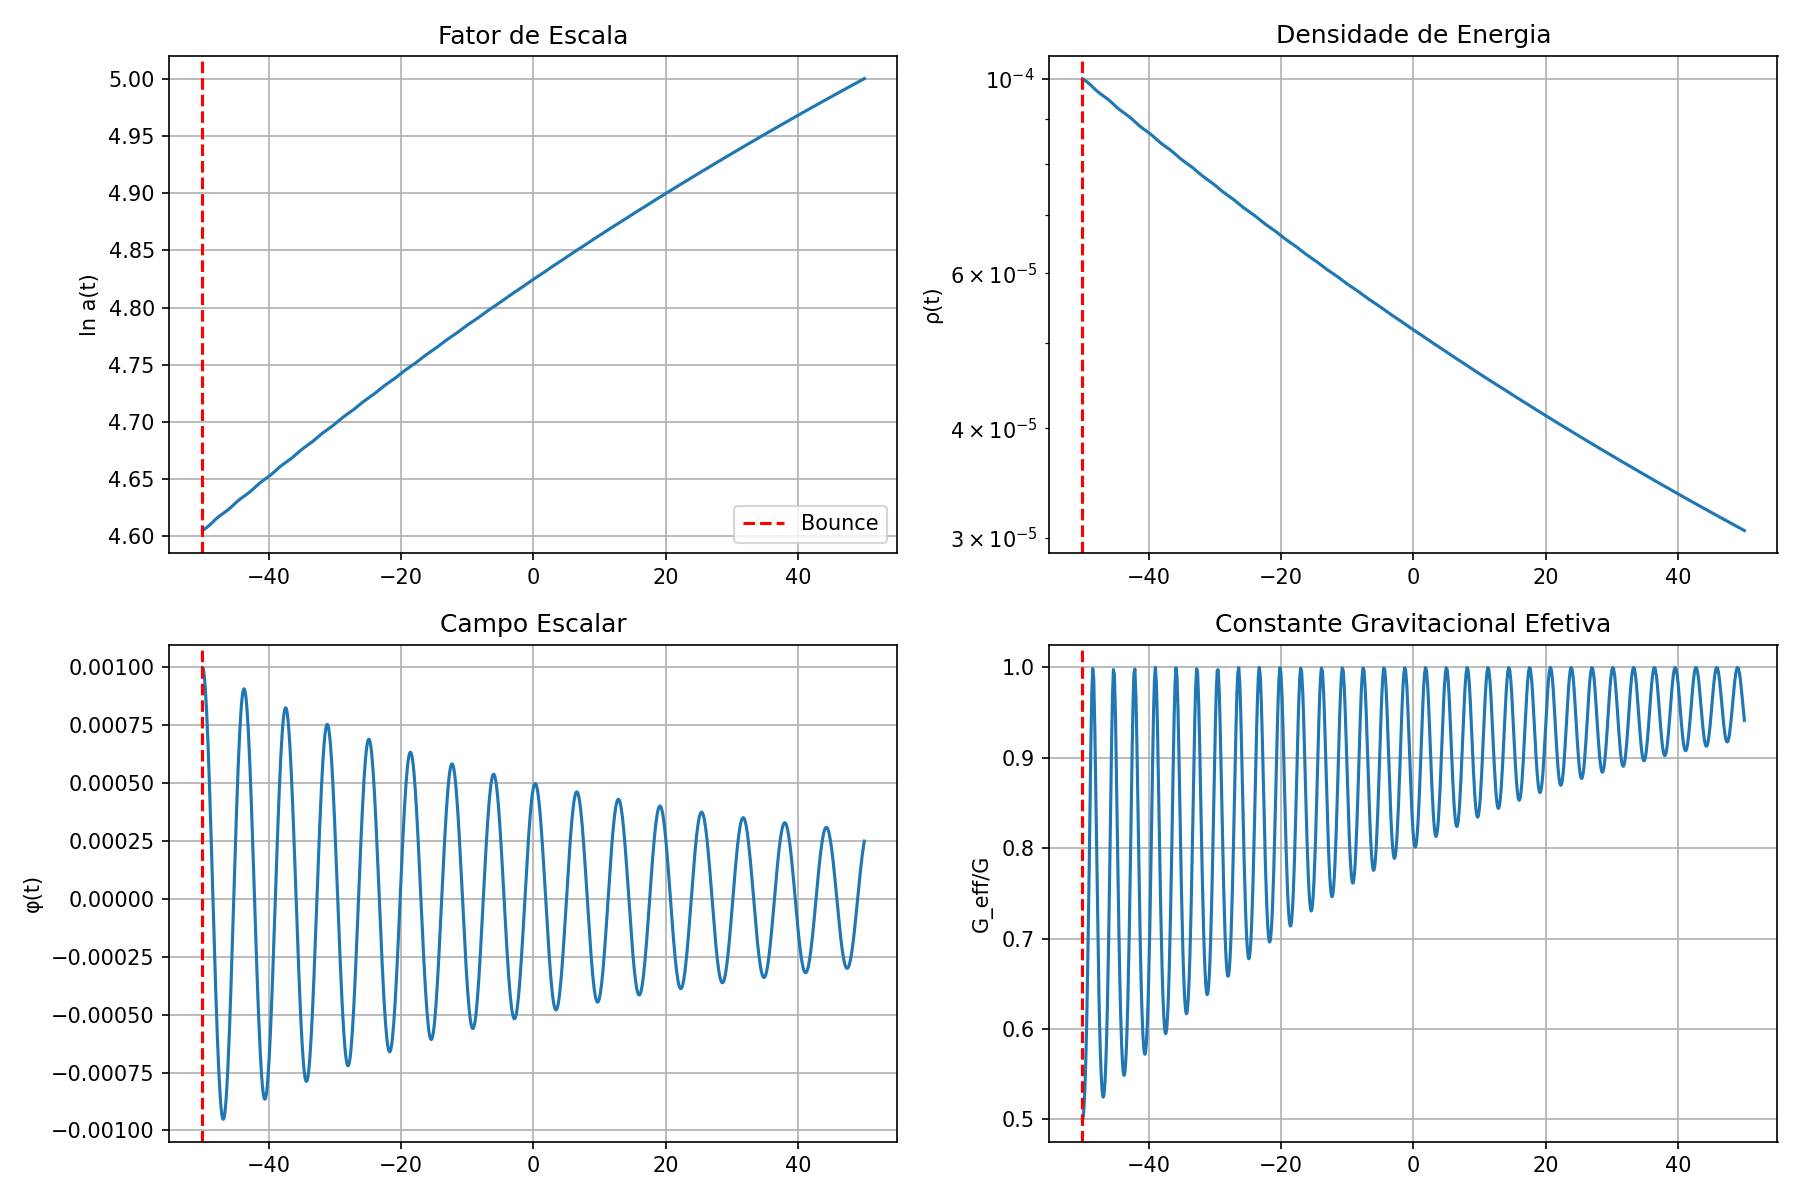 Fator de Escala
ln a(t)
5.00
4.95
4.90
4.85
4.80
4.75
4.70
4.65
4.60
−40 −20 0 20 40
Bounce
Densidade de Energia
ρ(t)
10⁻⁴
6 × 10⁻⁵
4 × 10⁻⁵
3 × 10⁻⁵
−40 −20 0 20 40
Campo Escalar
φ(t)
0.00100
0.00075
0.00050
0.00025
0.00000
−0.00025
−0.00050
−0.00075
−0.00100
−40 −20 0 20 40
Constante Gravitacional Efetiva
G_eff/G
1.0
0.9
0.8
0.7
0.6
0.5
−40 −20 0 20 40